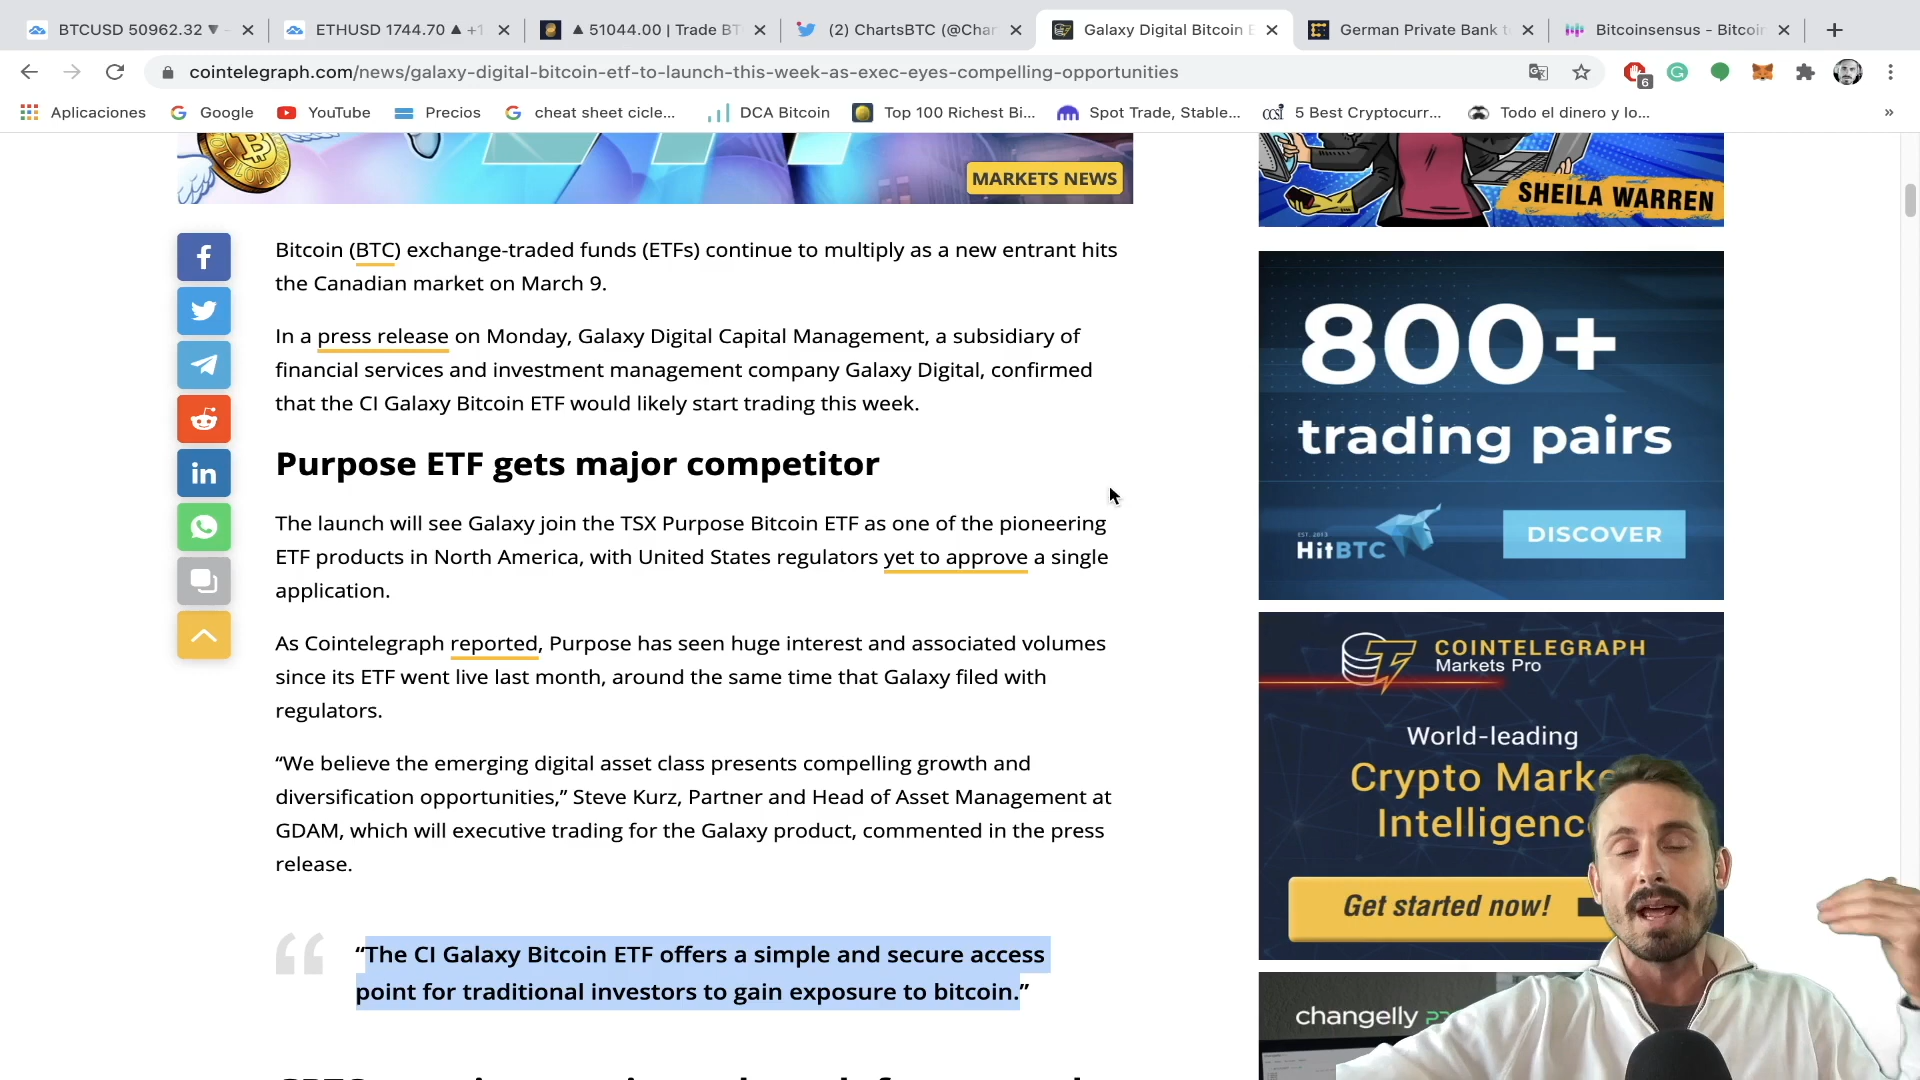 BTCUSD 50962.32 ▼ -
ETHUSD 1744.70 ▲ +1
▲ 51044.00 | Trade BT
(2) ChartsBTC (@Char
Galaxy Digital Bitcoin E
German Private Bank t
Bitcoinsensus - Bitcoi
cointelegraph.com/news/galaxy-digital-bitcoin-etf-to-launch-this-week-as-exec-eyes-compelling-opportunities
6
Aplicaciones
Google
YouTube
Precios
cheat sheet cicle...
DCA Bitcoin
Top 100 Richest Bi...
Spot Trade, Stable...
5 Best Cryptocurr...
Todo el dinero y lo...
»
MARKETS NEWS
SHEILA WARREN
Bitcoin (BTC) exchange-traded funds (ETFs) continue to multiply as a new entrant hits
the Canadian market on March 9.
In a press release on Monday, Galaxy Digital Capital Management, a subsidiary of
financial services and investment management company Galaxy Digital, confirmed
that the CI Galaxy Bitcoin ETF would likely start trading this week.
Purpose ETF gets major competitor
The launch will see Galaxy join the TSX Purpose Bitcoin ETF as one of the pioneering
ETF products in North America, with United States regulators yet to approve a single
application.
As Cointelegraph reported, Purpose has seen huge interest and associated volumes
since its ETF went live last month, around the same time that Galaxy filed with
regulators.
“We believe the emerging digital asset class presents compelling growth and
diversification opportunities,” Steve Kurz, Partner and Head of Asset Management at
GDAM, which will executive trading for the Galaxy product, commented in the press
release.
“The CI Galaxy Bitcoin ETF offers a simple and secure access
point for traditional investors to gain exposure to bitcoin.”
800+
trading pairs
EST. 2013
HitBTC
DISCOVER
COINTELEGRAPH
Markets Pro
World-leading
Crypto Marke
Intelligence
Get started now!
changelly